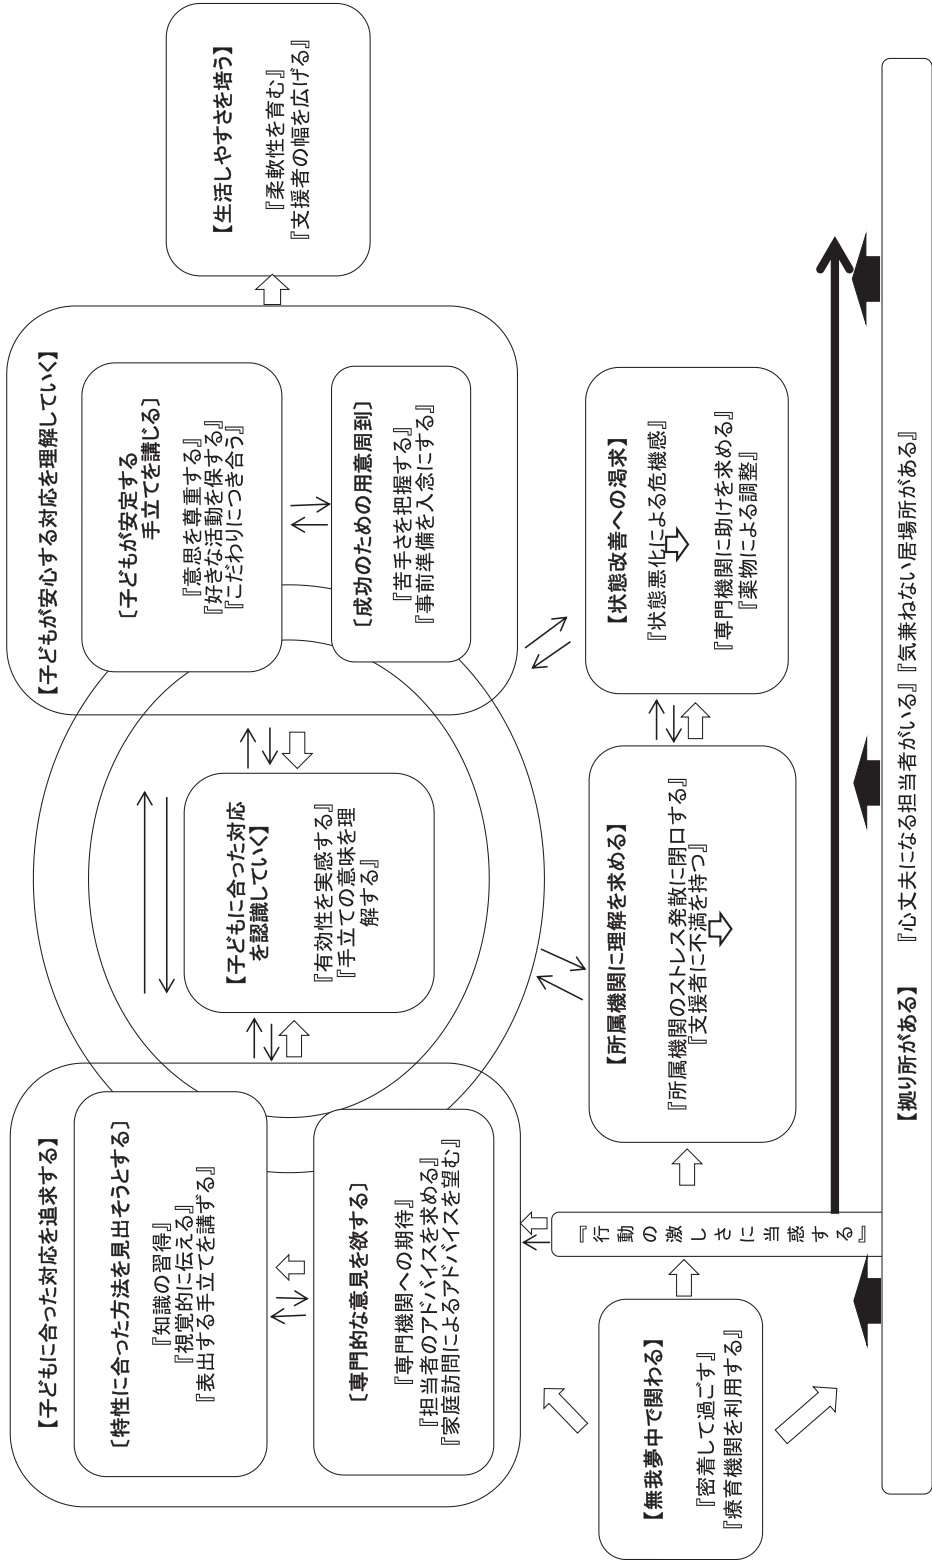 【子どもに合った対応を追求する】
〔特性に合った方法を見出そうとする〕
『知識の習得』
『視覚的に伝える』
『表出する手立てを講ずる』
〔専門的な意見を欲する〕
『専門機関への期待』
『担当者のアドバイスを求める』
『家庭訪問によるアドバイスを望む』
【無我夢中で関わる】
『密着して過ごす』
『療育機関を利用する』
『行動の激しさに当惑する』
【子どもに合った対応
を認識していく】
『有効性を実感する』
『手立ての意味を理
解する』
【所属機関に理解を求める】
『所属機関のストレス発散に閉口する』
『支援者に不満を持つ』
【子どもが安心する対応を理解していく】
〔子どもが安定する
手立てを講じる〕
『意思を尊重する』
『好きな活動を保する』
『こだわりにつき合う』
〔成功のための用意周到〕
『苦手さを把握する』
『事前準備を入念にする』
【状態改善への渇求】
『状態悪化による危機感』
『専門機関に助けを求める』
『薬物による調整』
【生活しやすさを培う】
『柔軟性を育む』
『支援者の幅を広げる』
【拠り所がある】 『心丈夫になる担当者がいる』『気兼ねない居場所がある』